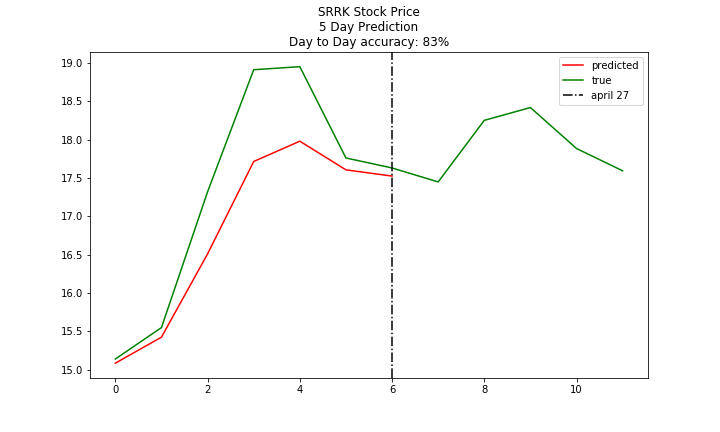 SRRK Stock Price
5 Day Prediction
Day to Day accuracy: 83%
predicted
true
april 27
19.0
18.5
18.0
17.5
17.0
16.5
16.0
15.5
15.0
0 2 4 6 8 10